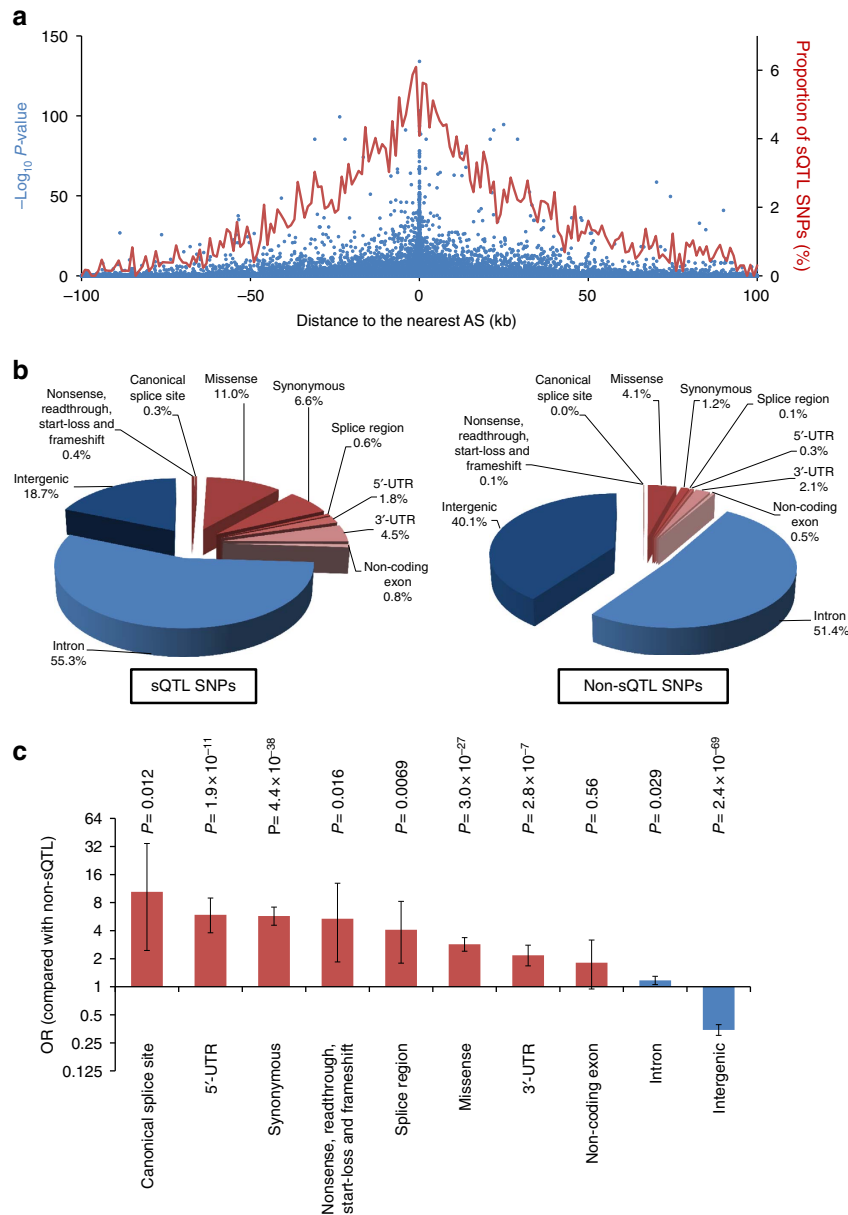 a
150
100
50
0
−Log10 P-value
6
4
2
0
Proportion of sQTL
SNPs (%)
−100
−50
0
50
100
Distance to the nearest AS (kb)
b
Nonsense,
readthrough,
start-loss and
frameshift
0.4%
Canonical
splice site
0.3%
Missense
11.0%
Synonymous
6.6%
Splice region
0.6%
5′-UTR
1.8%
3′-UTR
4.5%
Non-coding
exon
0.8%
Intergenic
18.7%
Intron
55.3%
sQTL SNPs
Canonical
splice site
0.0%
Missense
4.1%
Synonymous
1.2%
Splice region
0.1%
5′-UTR
0.3%
3′-UTR
2.1%
Non-coding
exon
0.5%
Nonsense,
readthrough,
start-loss and
frameshift
0.1%
Intergenic
40.1%
Intron
51.4%
Non-sQTL SNPs
c
P= 0.012
P= 1.9×10−11
P= 4.4×10−38
P= 0.016
P= 0.0069
P= 3.0×10−27
P= 2.8×10−7
P= 0.56
P= 0.029
P= 2.4×10−69
OR (compared with non-sQTL)
64
32
16
8
4
2
1
0.5
0.25
0.125
Canonical splice site
5′-UTR
Synonymous
Nonsense, readthrough,
start-loss and frameshift
Splice region
Missense
3′-UTR
Non-coding exon
Intron
Intergenic